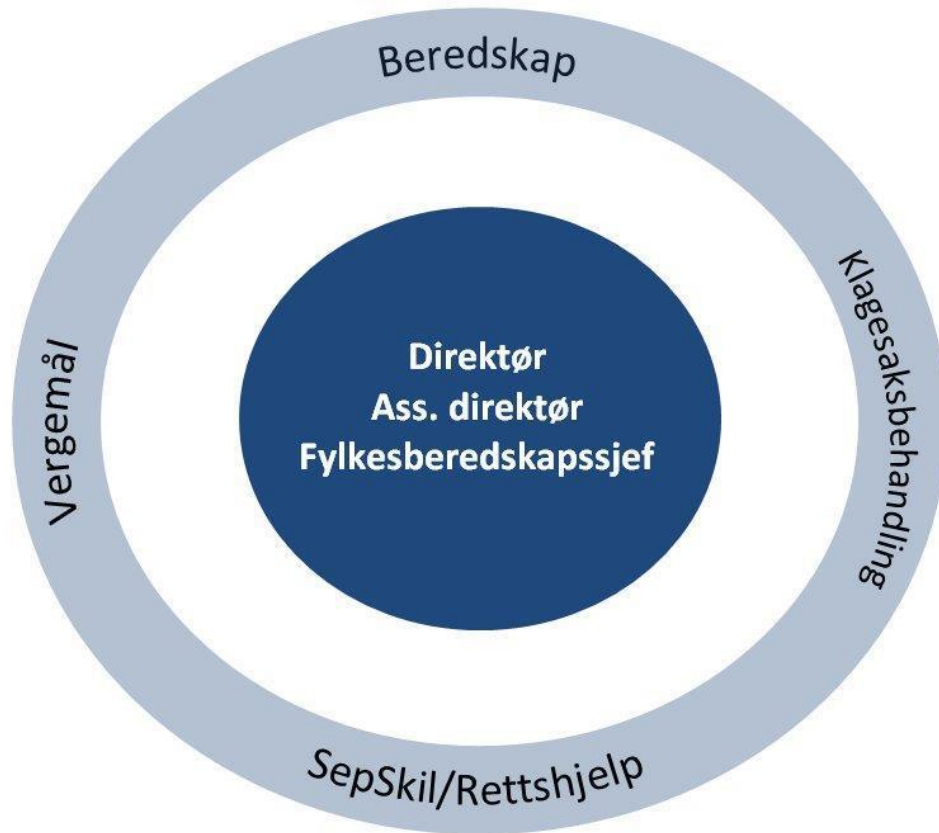 Beredskap
Klagesaksbehandling
Direktør
Ass. direktør
Fylkesberedskapssjef
Vergemål
SepSkil/Rettshjelp